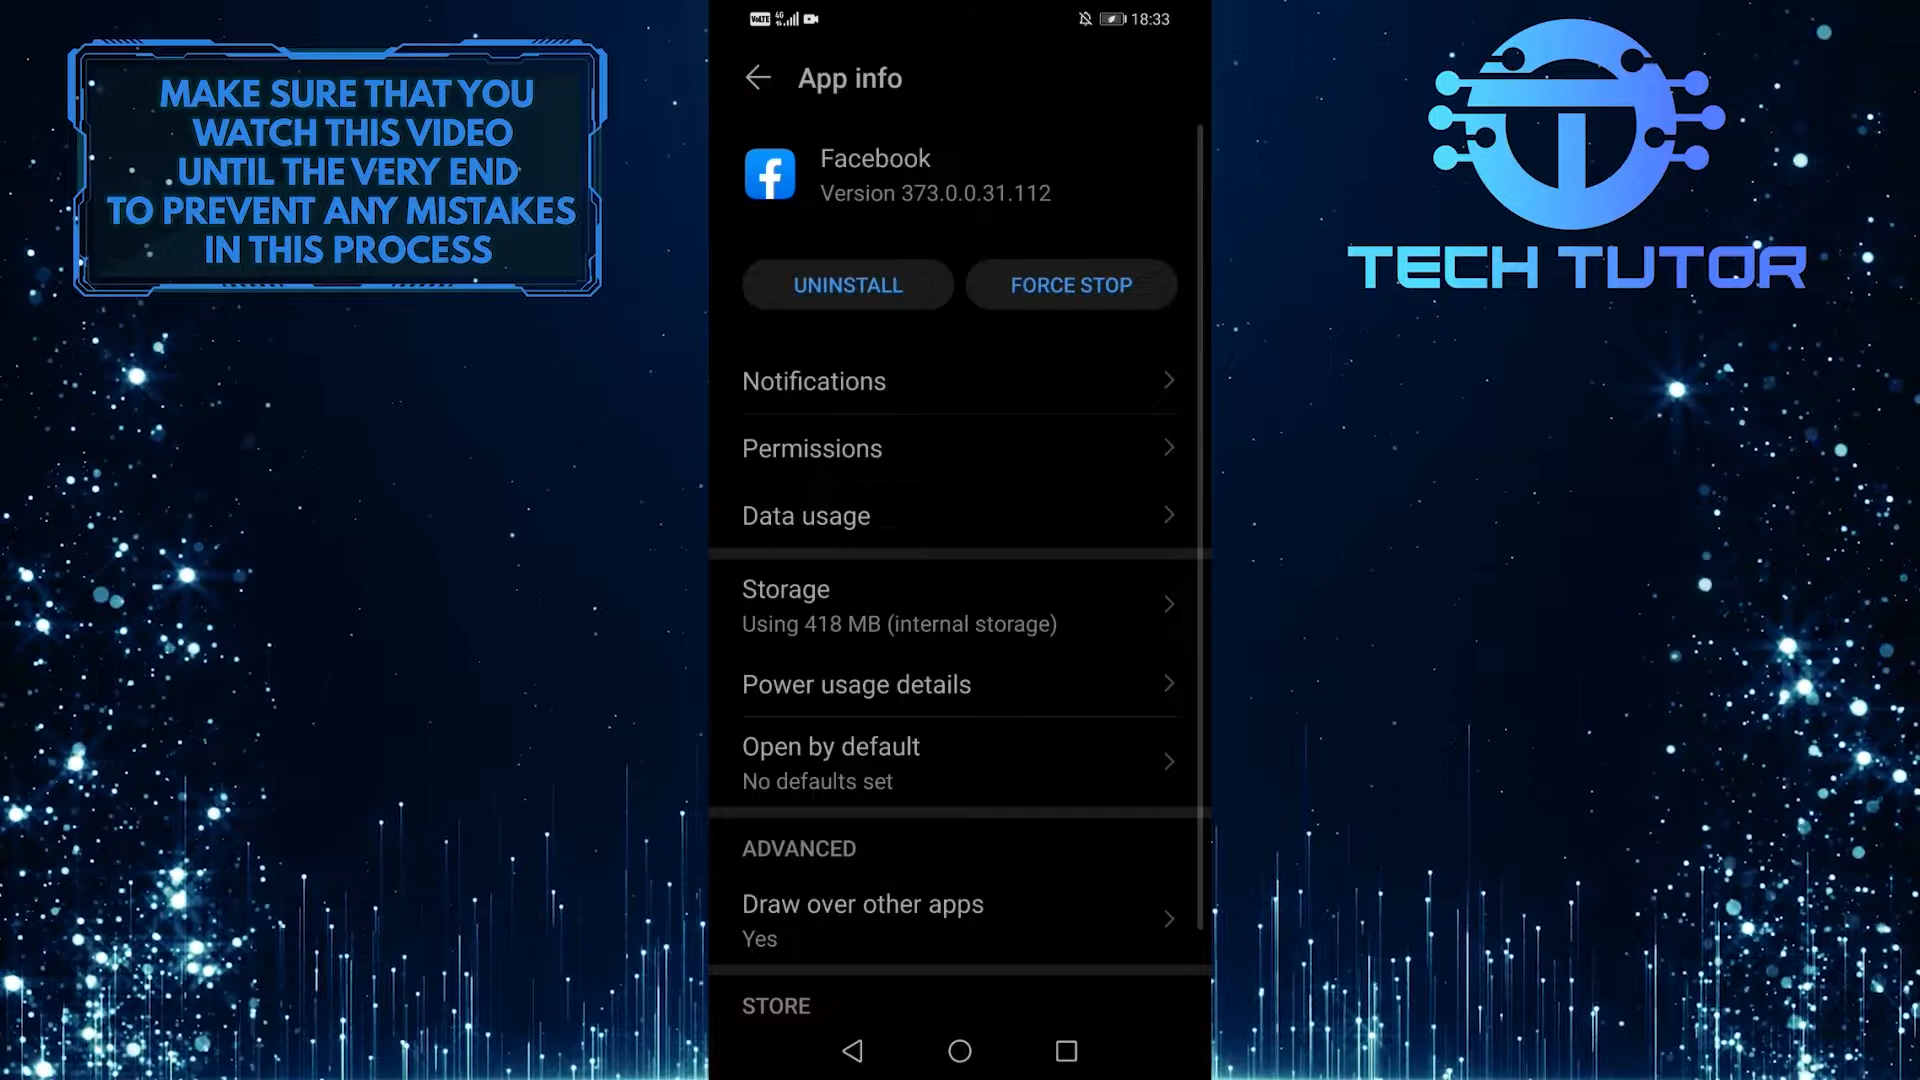 MAKE SURE THAT YOU
WATCH THIS VIDEO
UNTIL THE VERY END
TO PREVENT ANY MISTAKES
IN THIS PROCESS
VoLTE 4G 18:33
App info
Facebook
Version 373.0.0.31.112
UNINSTALL FORCE STOP
Notifications
Permissions
Data usage
Storage
Using 418 MB (internal storage)
Power usage details
Open by default
No defaults set
ADVANCED
Draw over other apps
Yes
STORE
TECH TUTOR